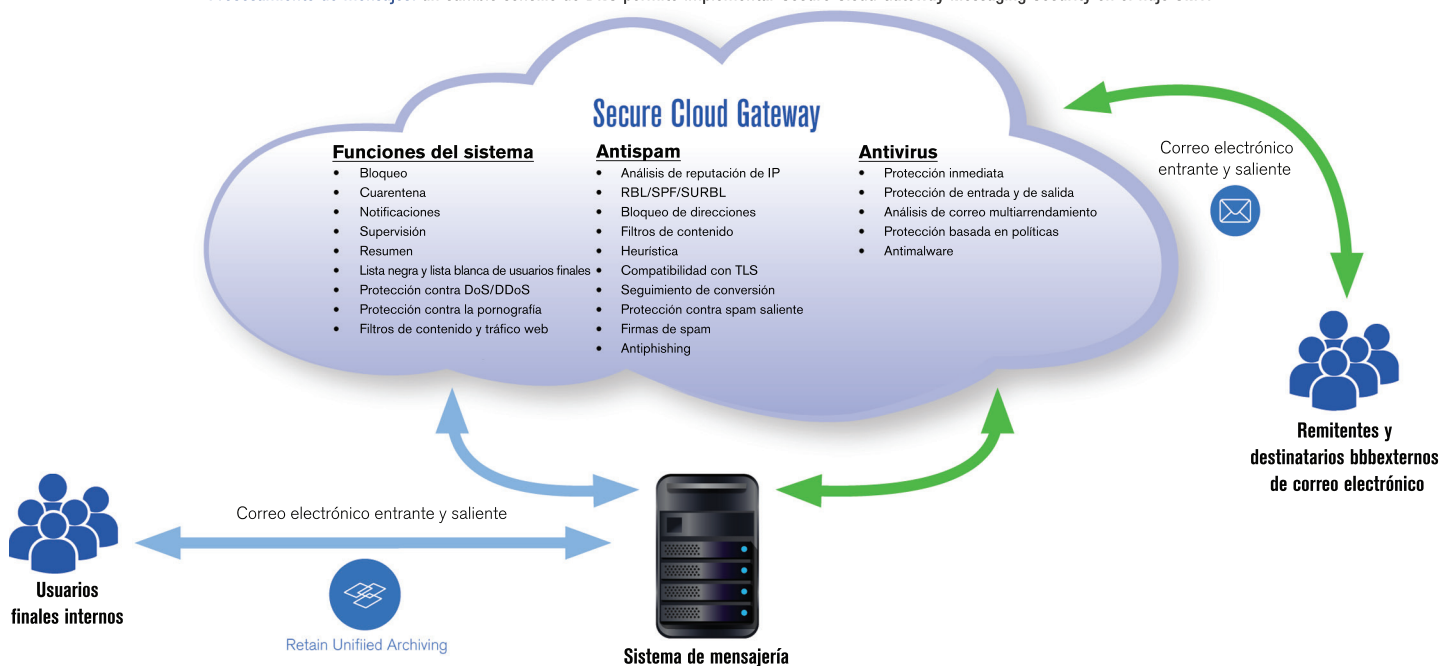 Secure Cloud Gateway
Funciones del sistema
• Bloqueo
• Cuarentena
• Notificaciones
• Supervisión
• Resumen
• Lista negra y lista blanca de usuarios finales
• Protección contra DoS/DDoS
• Protección contra la pornografía
• Filtros de contenido y tráfico web
Antispam
• Análisis de reputación de IP
• RBL/SPF/SURBL
• Bloqueo de direcciones
• Filtros de contenido
• Heurística
• Compatibilidad con TLS
• Seguimiento de conversión
• Protección contra spam saliente
• Firmas de spam
• Antiphishing
Antivirus
• Protección inmediata
• Protección de entrada y de salida
• Análisis de correo multiarrendamiento
• Protección basada en políticas
• Antimalware
Correo electrónico
entrante y saliente
Remitentes y
destinatarios bbbexternos
de correo electrónico
Correo electrónico entrante y saliente
Usuarios
finales internos
Retain Unifiied Archiving
Sistema de mensajería